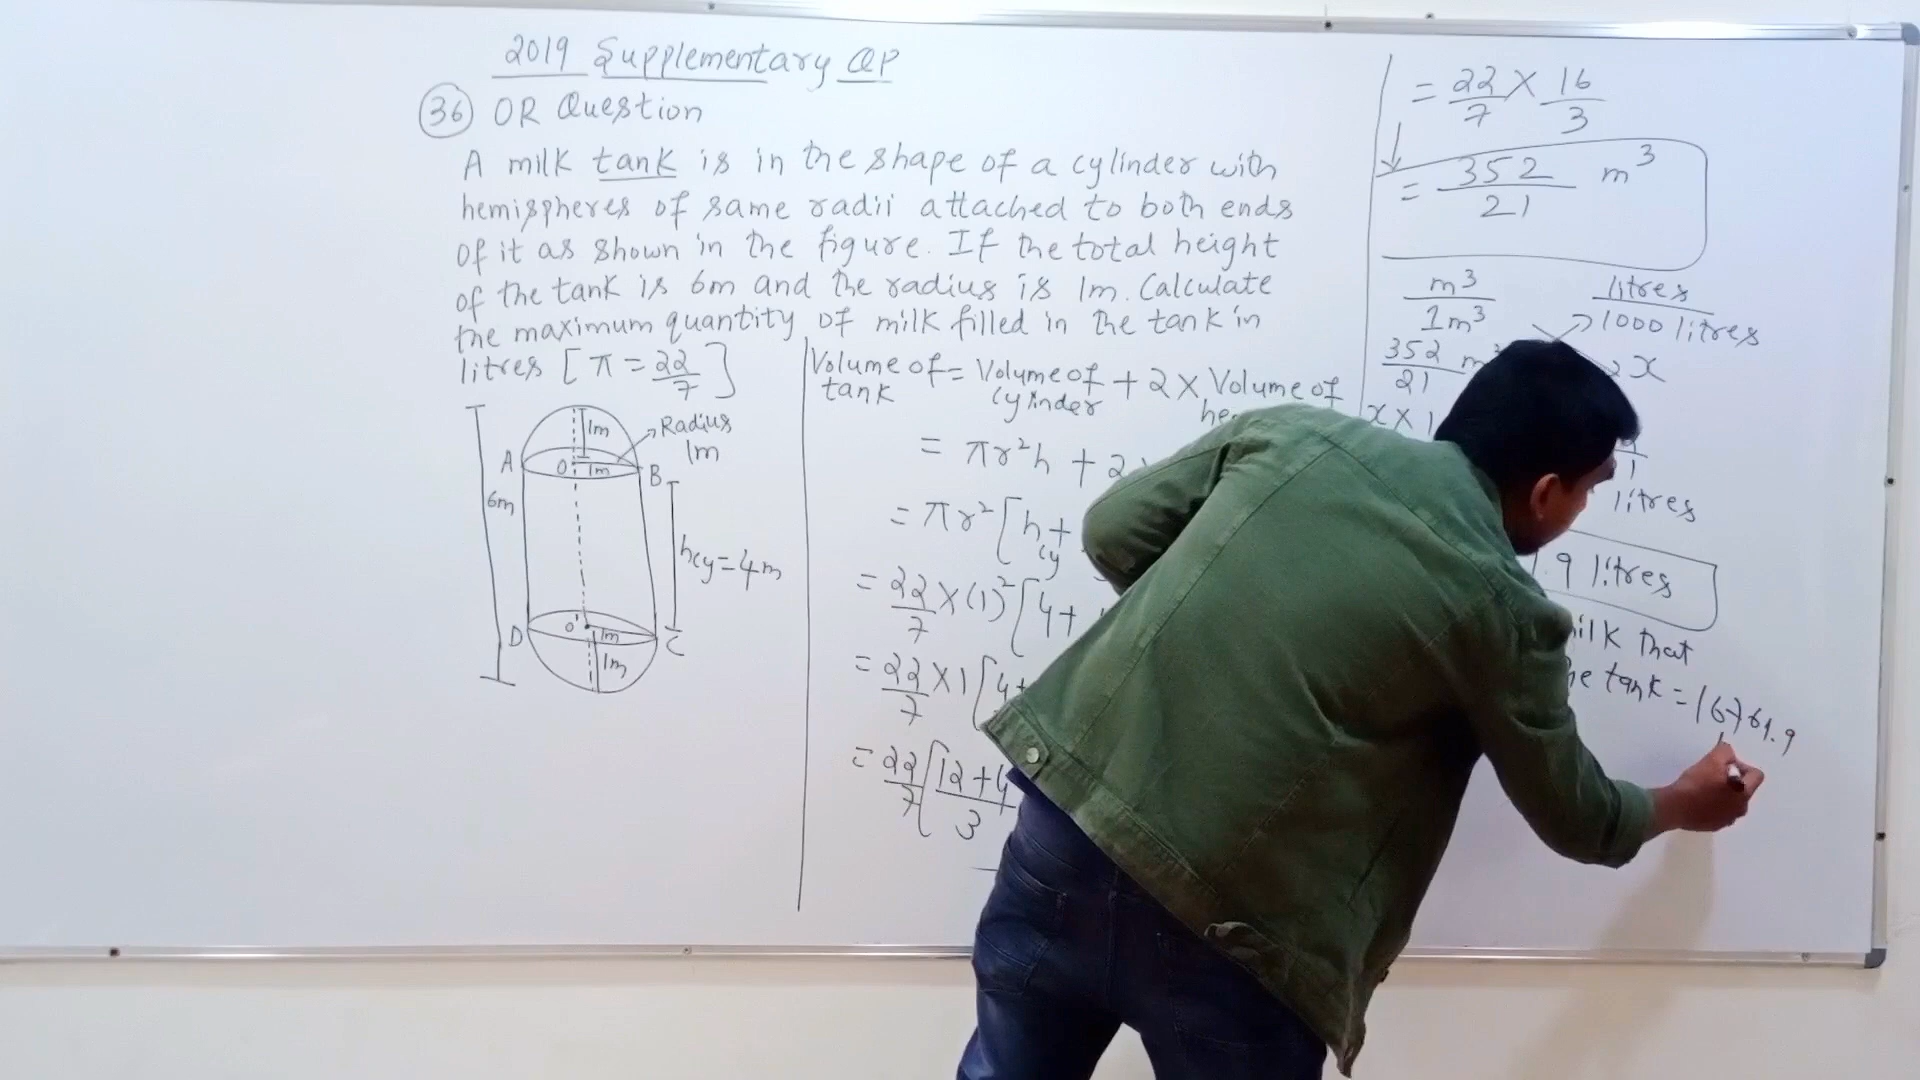 2019 Supplementary QP
36 OR Question
A milk tank is in the shape of a cylinder with
hemispheres of same radii attached to both ends
of it as shown in the figure. If the total height
of the tank is 6m and the radius is 1m. Calculate
the maximum quantity of milk filled in the tank in
litres [π = 22/7]
1m
Radius
1m
A O 1m B
6m
hcy = 4m
D O' 1m C
1m
Volume of tank = Volume of cylinder + 2 × Volume of
= πr²h + 2
= πr² [h cy +
= 22/7 × (1)² [4 +
= 22/7 × 1 [4+
= 22/7 [12 + 4
3
= 22/7 × 16/3
= 352/21 m³
m³ litres
1m³ 1000 litres
352/21 m³ x
x × 1
litres
.9 litres
milk that
the tank = 16761.9